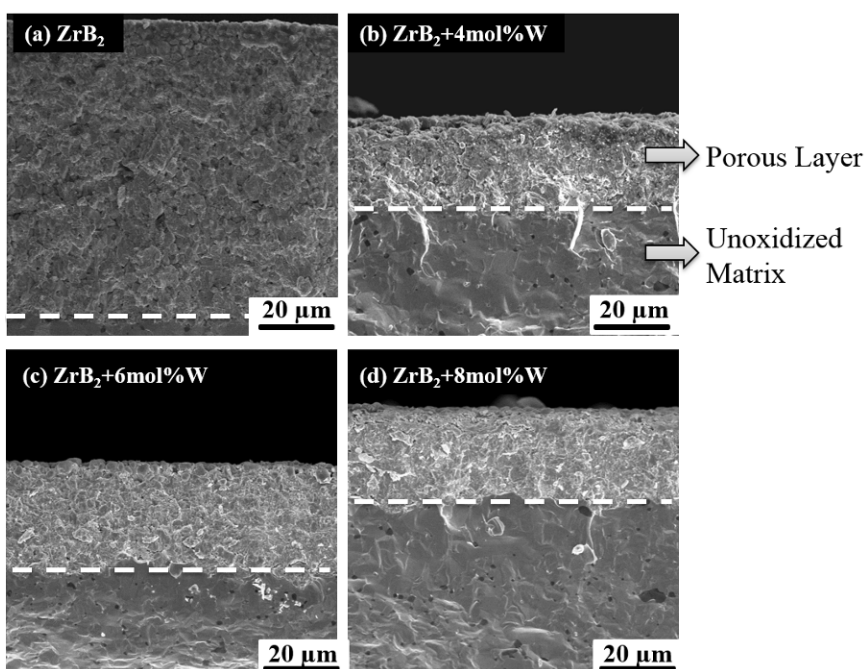 (a) ZrB₂
(b) ZrB₂+4mol%W
Porous Layer
Unoxidized
Matrix
20 µm
20 µm
(c) ZrB₂+6mol%W
(d) ZrB₂+8mol%W
20 µm
20 µm